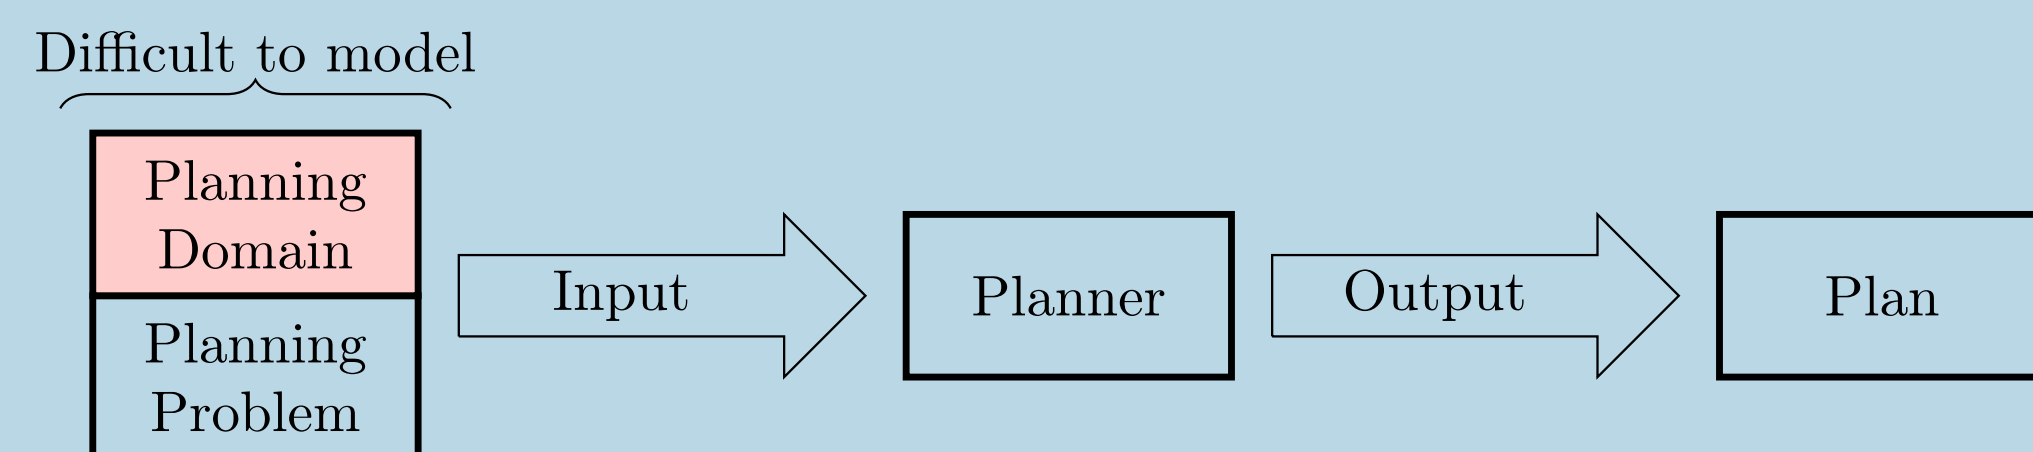 Difficult to model
Planning
Domain
Planning
Problem
Input
Planner
Output
Plan